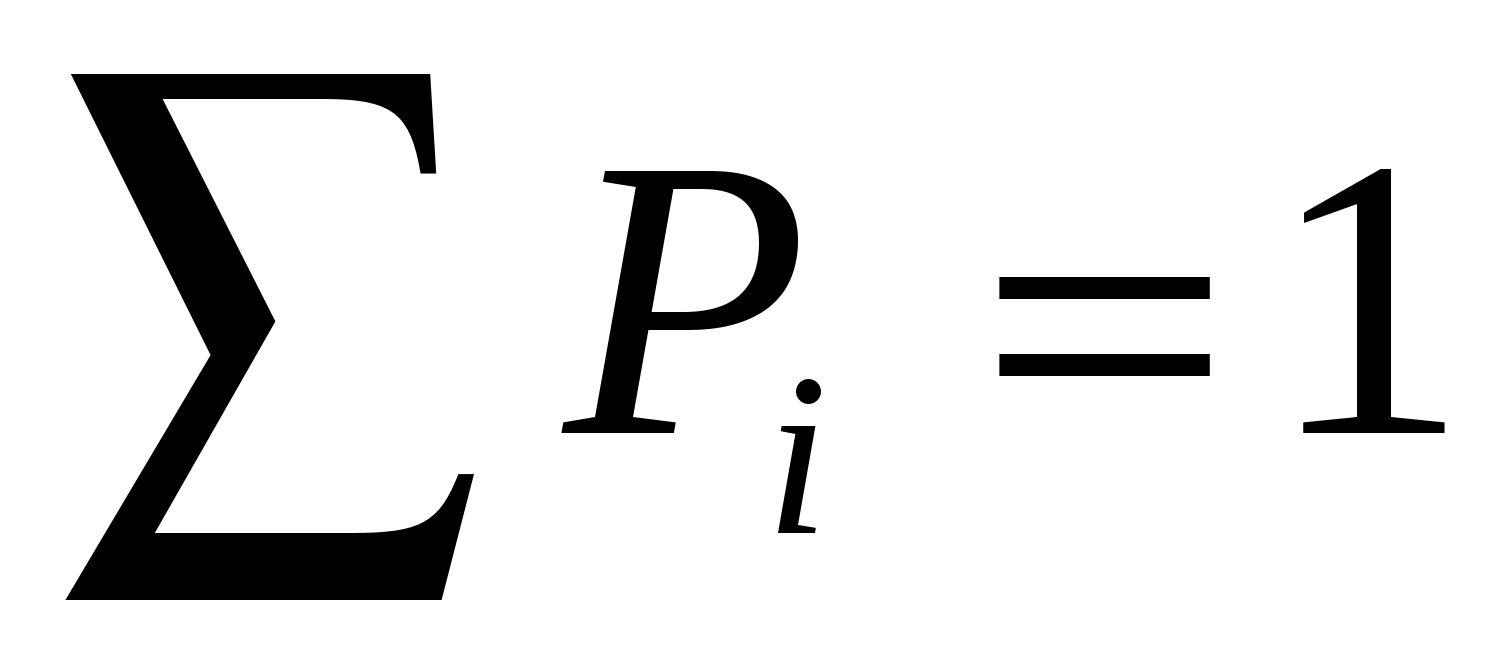 ∑ Pᵢ = 1